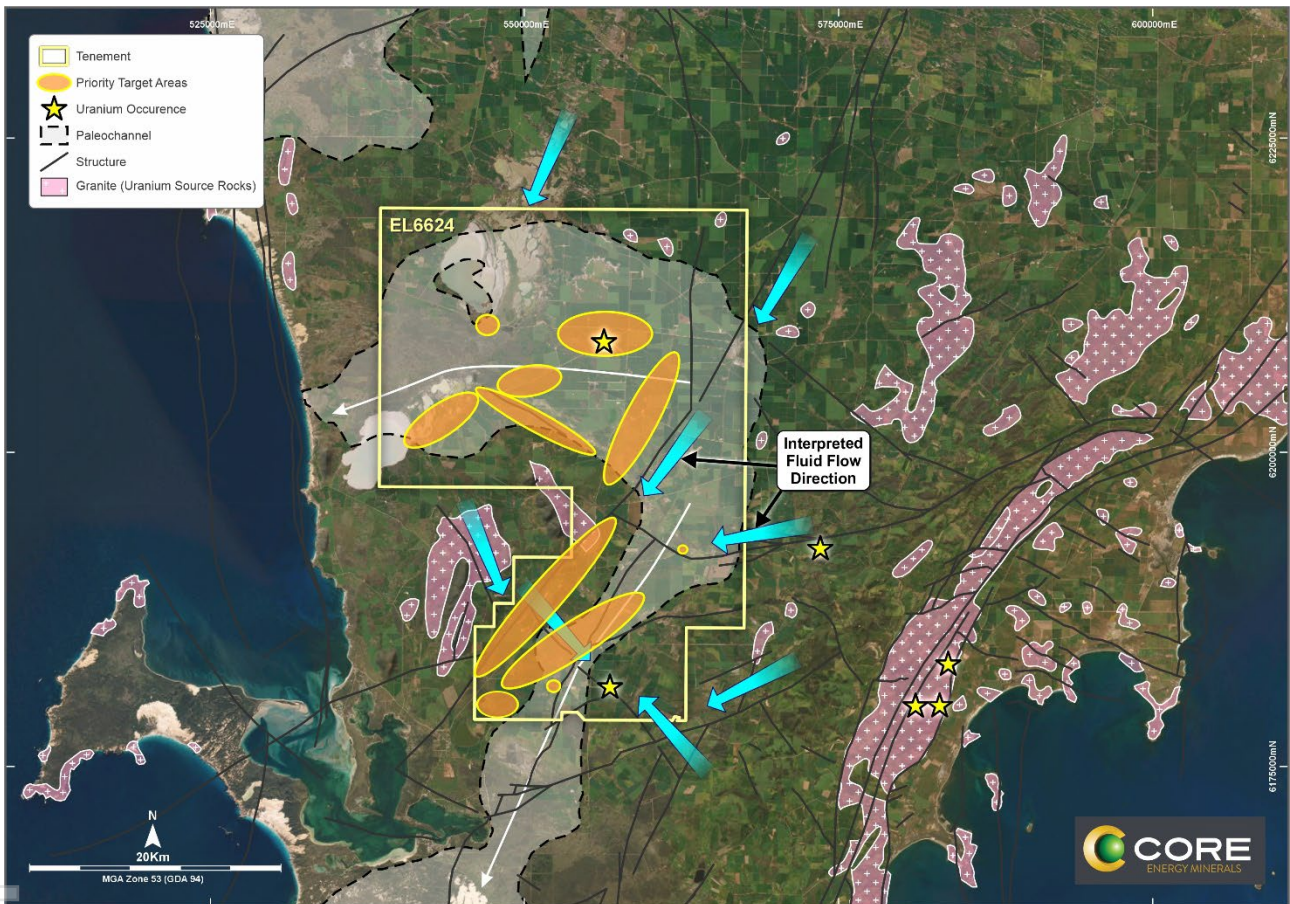 525000mE
550000mE
575000mE
600000mE
Tenement
Priority Target Areas
Uranium Occurence
Paleochannel
Structure
Granite (Uranium Source Rocks)
6225000mN
EL6624
Interpreted
Fluid Flow
Direction
6200000mN
6175000mN
N
20Km
MGA Zone 53 (GDA 94)
CORE
ENERGY MINERALS